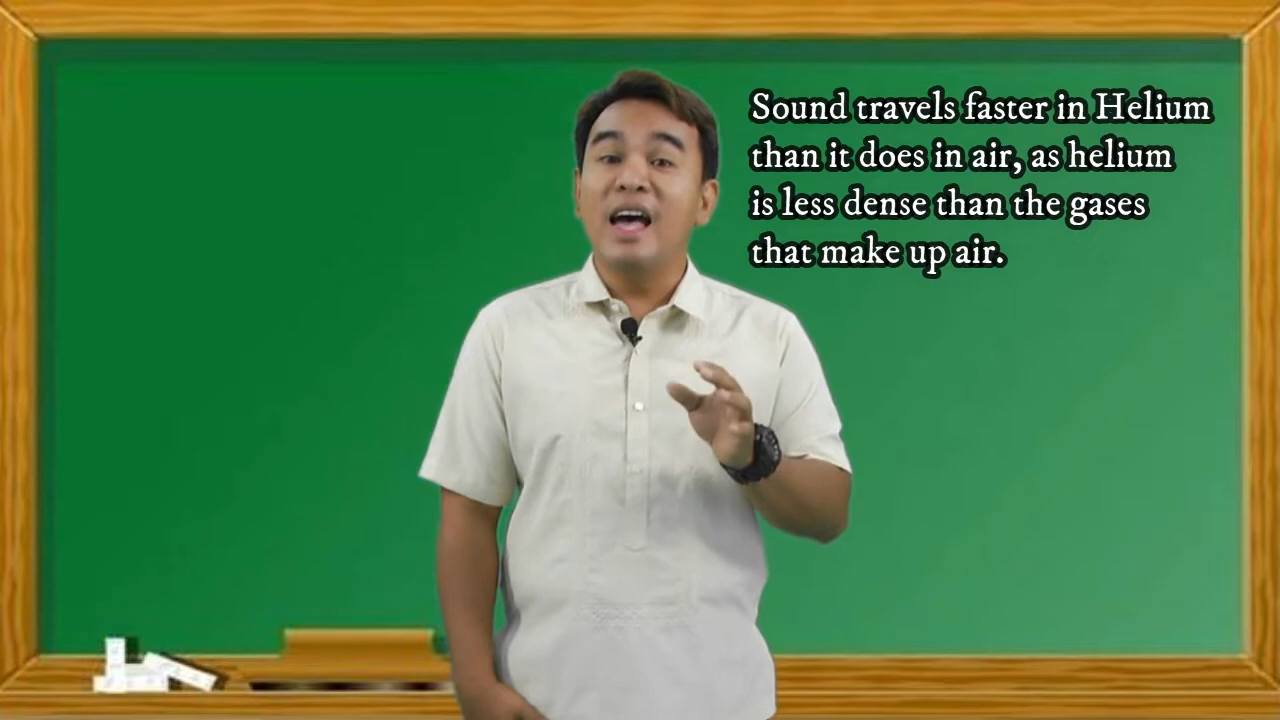 Sound travels faster in Helium
than it does in air, as helium
is less dense than the gases
that make up air.